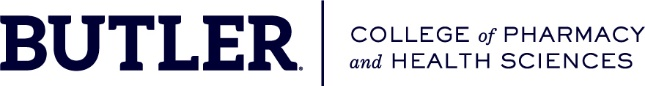 BUTLER®
COLLEGE of PHARMACY
and HEALTH SCIENCES